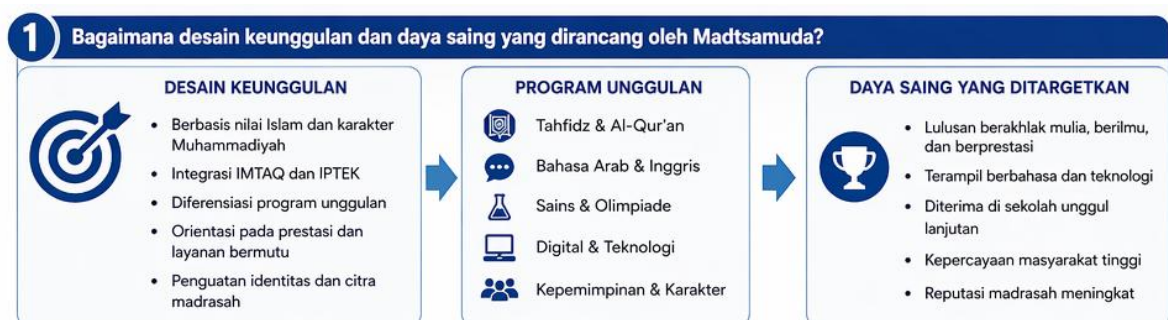 1 Bagaimana desain keunggulan dan daya saing yang dirancang oleh Madtsamuda?
DESAIN KEUNGGULAN
• Berbasis nilai Islam dan karakter
Muhammadiyah
• Integrasi IMTAQ dan IPTEK
• Diferensiasi program unggulan
• Orientasi pada prestasi dan
layanan bermutu
• Penguatan identitas dan citra
madrasah
PROGRAM UNGGULAN
Tahfidz & Al-Qur'an
Bahasa Arab & Inggris
Sains & Olimpiade
Digital & Teknologi
Kepemimpinan & Karakter
DAYA SAING YANG DITARGETKAN
• Lulusan berakhlak mulia, berilmu,
dan berprestasi
• Terampil berbahasa dan teknologi
• Diterima di sekolah unggul
lanjutan
• Kepercayaan masyarakat tinggi
• Reputasi madrasah meningkat